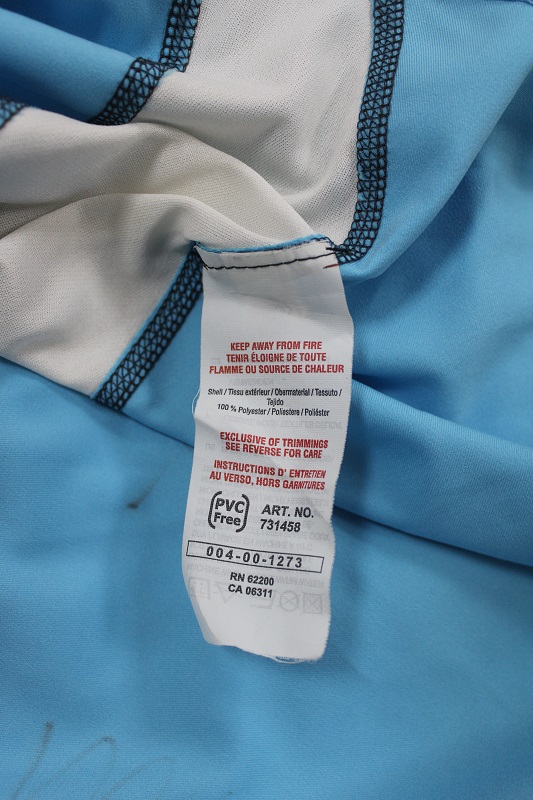 KEEP AWAY FROM FIRE
TENIR ÉLOIGNE DE TOUTE
FLAMME OU SOURCE DE CHALEUR
Shell / Tissu extérieur / Obermaterial / Tessuto /
Tejido
100 % Polyester / Poliestere / Poliéster
EXCLUSIVE OF TRIMMINGS
SEE REVERSE FOR CARE
INSTRUCTIONS D' ENTRETIEN
AU VERSO, HORS GARNITURES
PVC
Free
ART. NO.
731458
004-00-1273
RN 62200
CA 06311